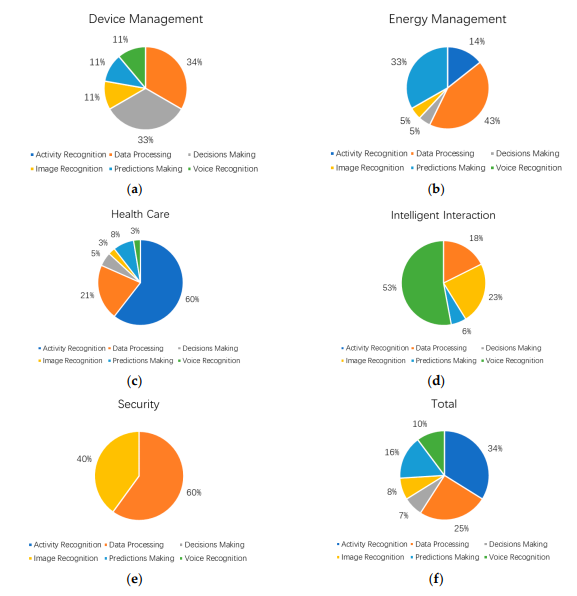 Device Management
11%
34%
11%
11%
33%
Activity Recognition Data Processing Decisions Making
Image Recognition Predictions Making Voice Recognition
(a)
Energy Management
14%
33%
5%
5%
43%
Activity Recognition Data Processing Decisions Making
Image Recognition Predictions Making Voice Recognition
(b)
Health Care
3%
8%
3%
5%
21%
60%
Activity Recognition Data Processing Decisions Making
Image Recognition Predictions Making Voice Recognition
(c)
Intelligent Interaction
18%
53%
23%
6%
Activity Recognition Data Processing Decisions Making
Image Recognition Predictions Making Voice Recognition
(d)
Security
40%
60%
Activity Recognition Data Processing Decisions Making
Image Recognition Predictions Making Voice Recognition
(e)
Total
10%
34%
16%
8%
7%
25%
Activity Recognition Data Processing Decisions Making
Image Recognition Predictions Making Voice Recognition
(f)